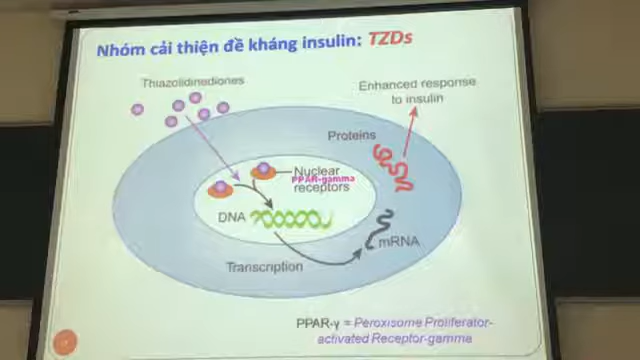 Nhóm cải thiện đề kháng insulin: TZDs
Thiazolidinediones
Enhanced response
to insulin
Proteins
Nuclear
PPAR-gamma
receptors
DNA
mRNA
Transcription
PPAR-γ = Peroxisome Proliferator-
activated Receptor-gamma